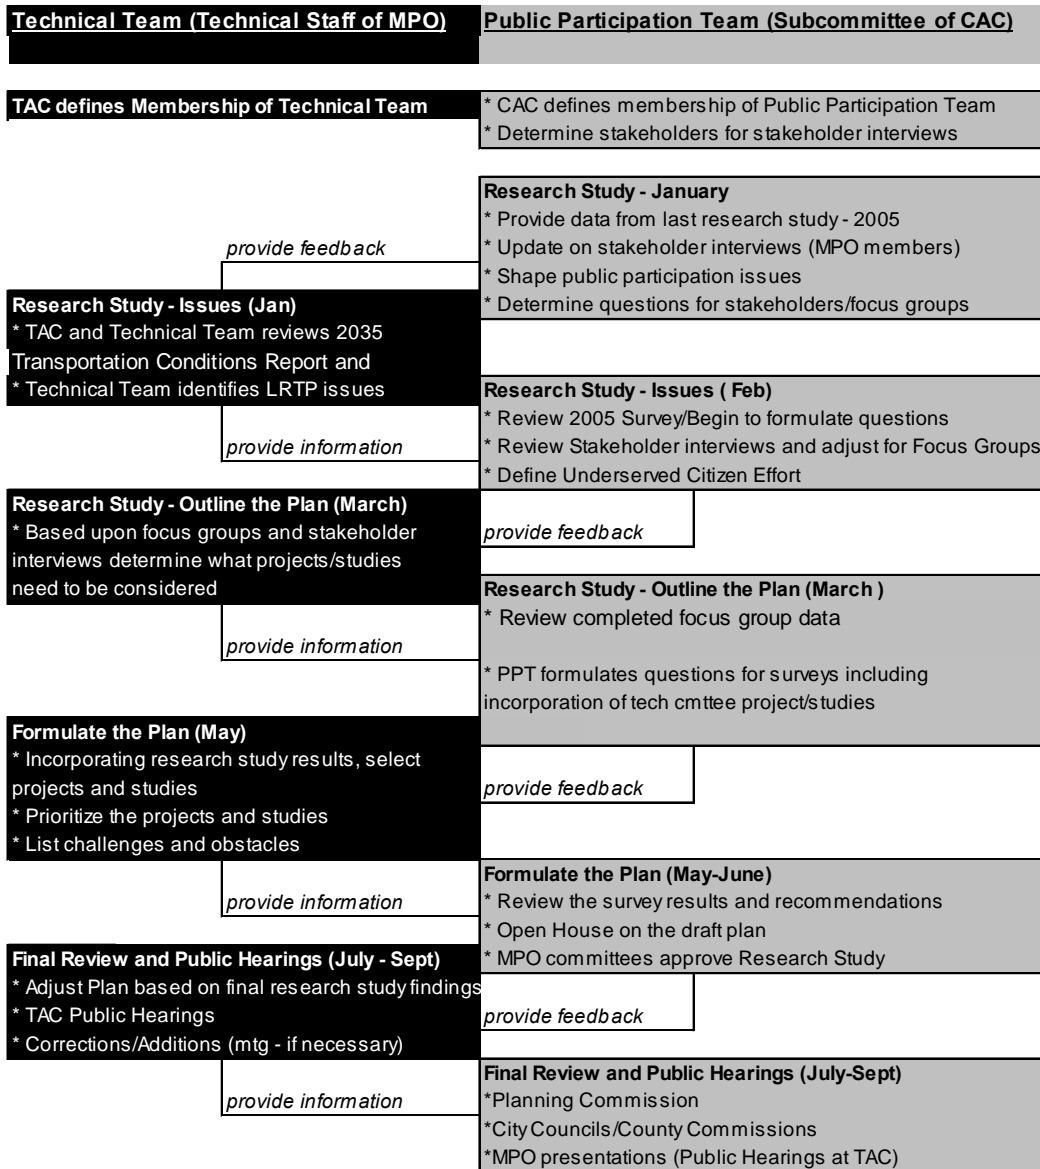 Technical Team (Technical Staff of MPO)
Public Participation Team (Subcommittee of CAC)
TAC defines Membership of Technical Team
* CAC defines membership of Public Participation Team
* Determine stakeholders for stakeholder interviews
Research Study - January
* Provide data from last research study - 2005
* Update on stakeholder interviews (MPO members)
* Shape public participation issues
* Determine questions for stakeholders/focus groups
provide feedback
Research Study - Issues (Jan)
* TAC and Technical Team reviews 2035
Transportation Conditions Report and
* Technical Team identifies LRTP issues
provide information
Research Study - Issues ( Feb)
* Review 2005 Survey/Begin to formulate questions
* Review Stakeholder interviews and adjust for Focus Groups
* Define Underserved Citizen Effort
provide feedback
Research Study - Outline the Plan (March)
* Based upon focus groups and stakeholder
interviews determine what projects/studies
need to be considered
provide information
Research Study - Outline the Plan (March )
* Review completed focus group data
* PPT formulates questions for surveys including
incorporation of tech cmttee project/studies
provide feedback
Formulate the Plan (May)
* Incorporating research study results, select
projects and studies
* Prioritize the projects and studies
* List challenges and obstacles
provide information
Formulate the Plan (May-June)
* Review the survey results and recommendations
* Open House on the draft plan
* MPO committees approve Research Study
provide feedback
Final Review and Public Hearings (July - Sept)
* Adjust Plan based on final research study findings
* TAC Public Hearings
* Corrections/Additions (mtg - if necessary)
provide information
Final Review and Public Hearings (July-Sept)
*Planning Commission
*City Councils/County Commissions
*MPO presentations (Public Hearings at TAC)